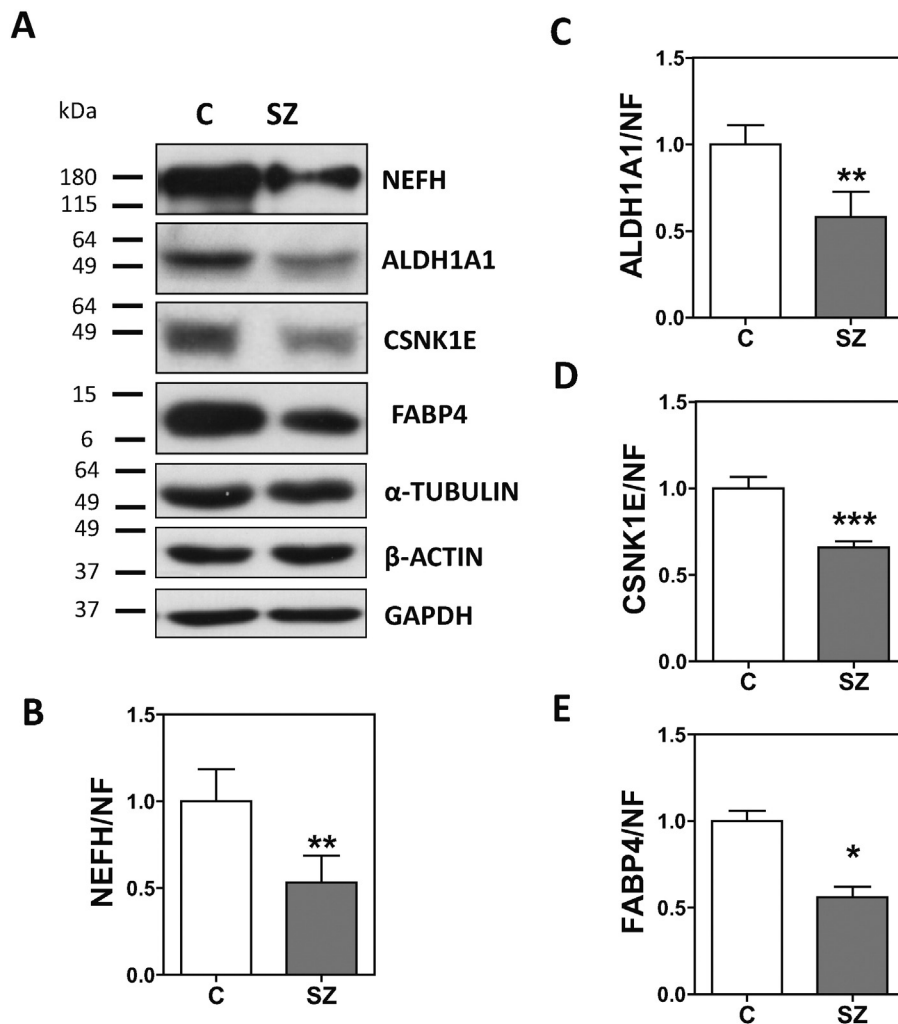 A
kDa
C SZ
180
115
NEFH
64
49
ALDH1A1
64
49
CSNK1E
15
6
FABP4
64
49
α-TUBULIN
49
37
β-ACTIN
37
GAPDH
B
NEFH/NF
1.5
1.0
0.5
0.0
**
C SZ
C
ALDH1A1/NF
1.5
1.0
0.5
0.0
**
C SZ
D
CSNK1E/NF
1.5
1.0
0.5
0.0
***
C SZ
E
FABP4/NF
1.5
1.0
0.5
0.0
*
C SZ